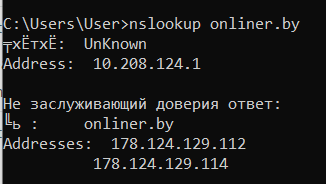 C:\Users\User>nslookup onliner.by
╤хЁтхЁ:  UnKnown
Address:  10.208.124.1
Не заслуживающий доверия ответ:
╚ь :     onliner.by
Addresses:  178.124.129.112
178.124.129.114